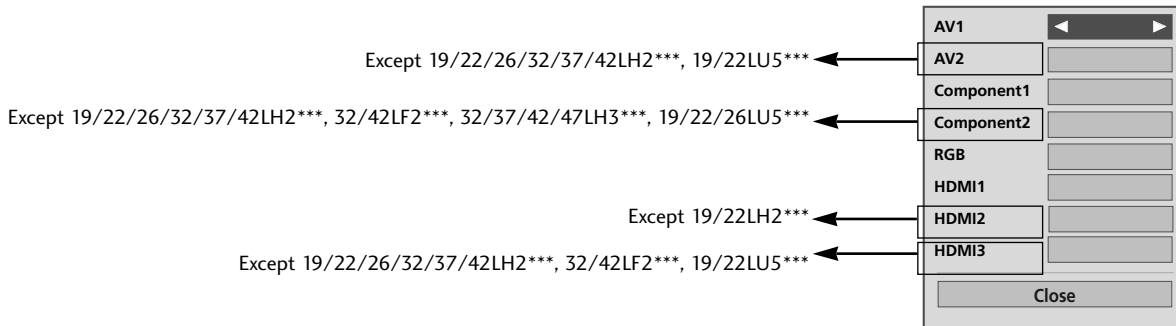 AV1
Except 19/22/26/32/37/42LH2***, 19/22LU5***
AV2
Component1
Except 19/22/26/32/37/42LH2***, 32/42LF2***, 32/37/42/47LH3***, 19/22/26LU5***
Component2
RGB
HDMI1
Except 19/22LH2***
HDMI2
Except 19/22/26/32/37/42LH2***, 32/42LF2***, 19/22LU5***
HDMI3
Close